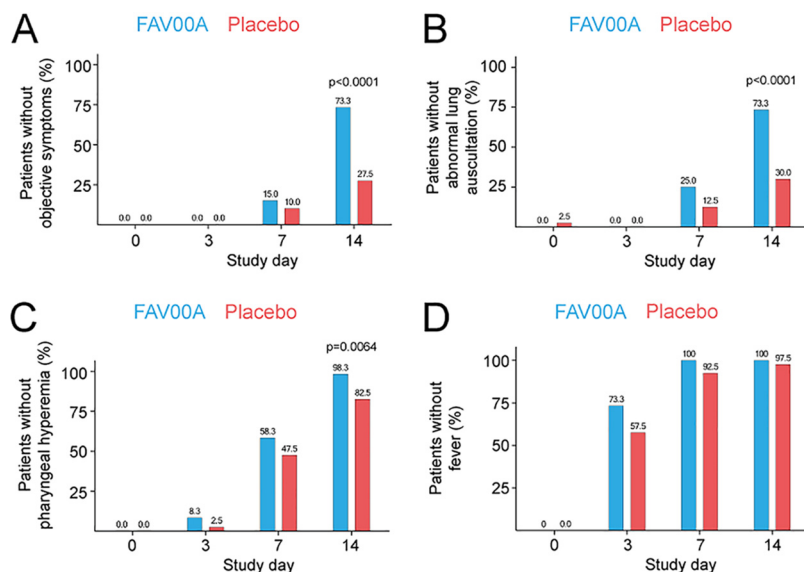 A
FAV00A Placebo
Patients without
objective symptoms (%)
100
75
50
25
p<0.0001
0.0 0.0 0.0 0.0 15.0 10.0 73.3 27.5
0 3 7 14
Study day
B
FAV00A Placebo
Patients without
abnormal lung
auscultation (%)
100
75
50
25
p<0.0001
0.0 2.5 0.0 0.0 25.0 12.5 73.3 30.0
0 3 7 14
Study day
C
FAV00A Placebo
Patients without
pharyngeal hyperemia (%)
100
75
50
25
p=0.0064
0.0 0.0 8.3 2.5 58.3 47.5 98.3 82.5
0 3 7 14
Study day
D
FAV00A Placebo
Patients without
fever (%)
100
75
50
25
0 0.0 73.3 57.5 100 92.5 100 97.5
0 3 7 14
Study day